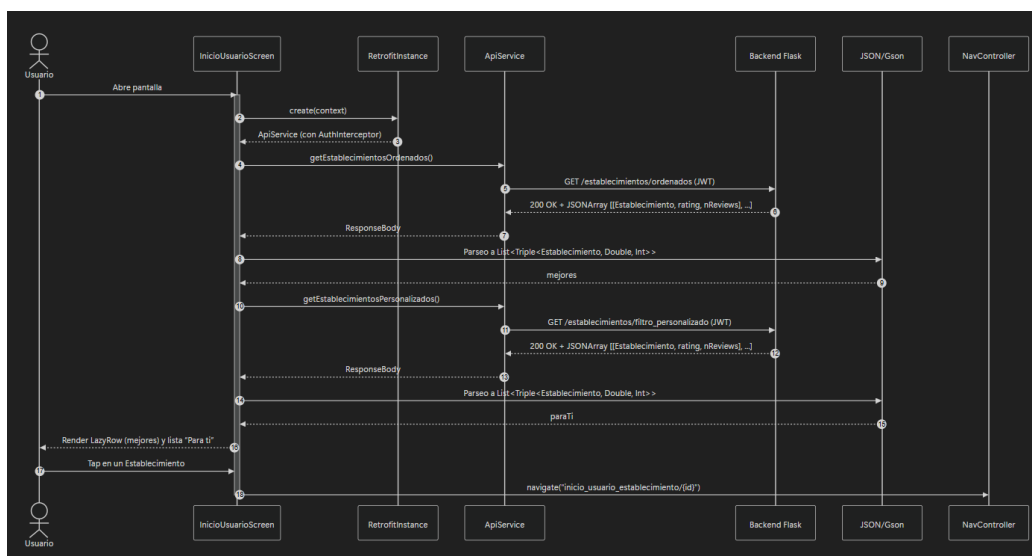 Usuario
InicioUsuarioScreen
RetrofitInstance
ApiService
Backend Flask
JSON/Gson
NavController
1
Abre pantalla
2
create(context)
ApiService (con AuthInterceptor)
3
4
getEstablecimientosOrdenados()
5
GET /establecimientos/ordenados (JWT)
200 OK + JSONArray [[Establecimiento, rating, nReviews], ...]
6
ResponseBody
7
8
Parseo a List<Triple<Establecimiento, Double, Int>>
mejores
9
10
getEstablecimientosPersonalizados()
11
GET /establecimientos/filtro_personalizado (JWT)
200 OK + JSONArray [[Establecimiento, rating, nReviews], ...]
12
ResponseBody
13
14
Parseo a List<Triple<Establecimiento, Double, Int>>
paraTi
15
Render LazyRow (mejores) y lista "Para ti"
16
17
Tap en un Establecimiento
18
navigate("inicio_usuario_establecimiento/{id}")
Usuario
InicioUsuarioScreen
RetrofitInstance
ApiService
Backend Flask
JSON/Gson
NavController